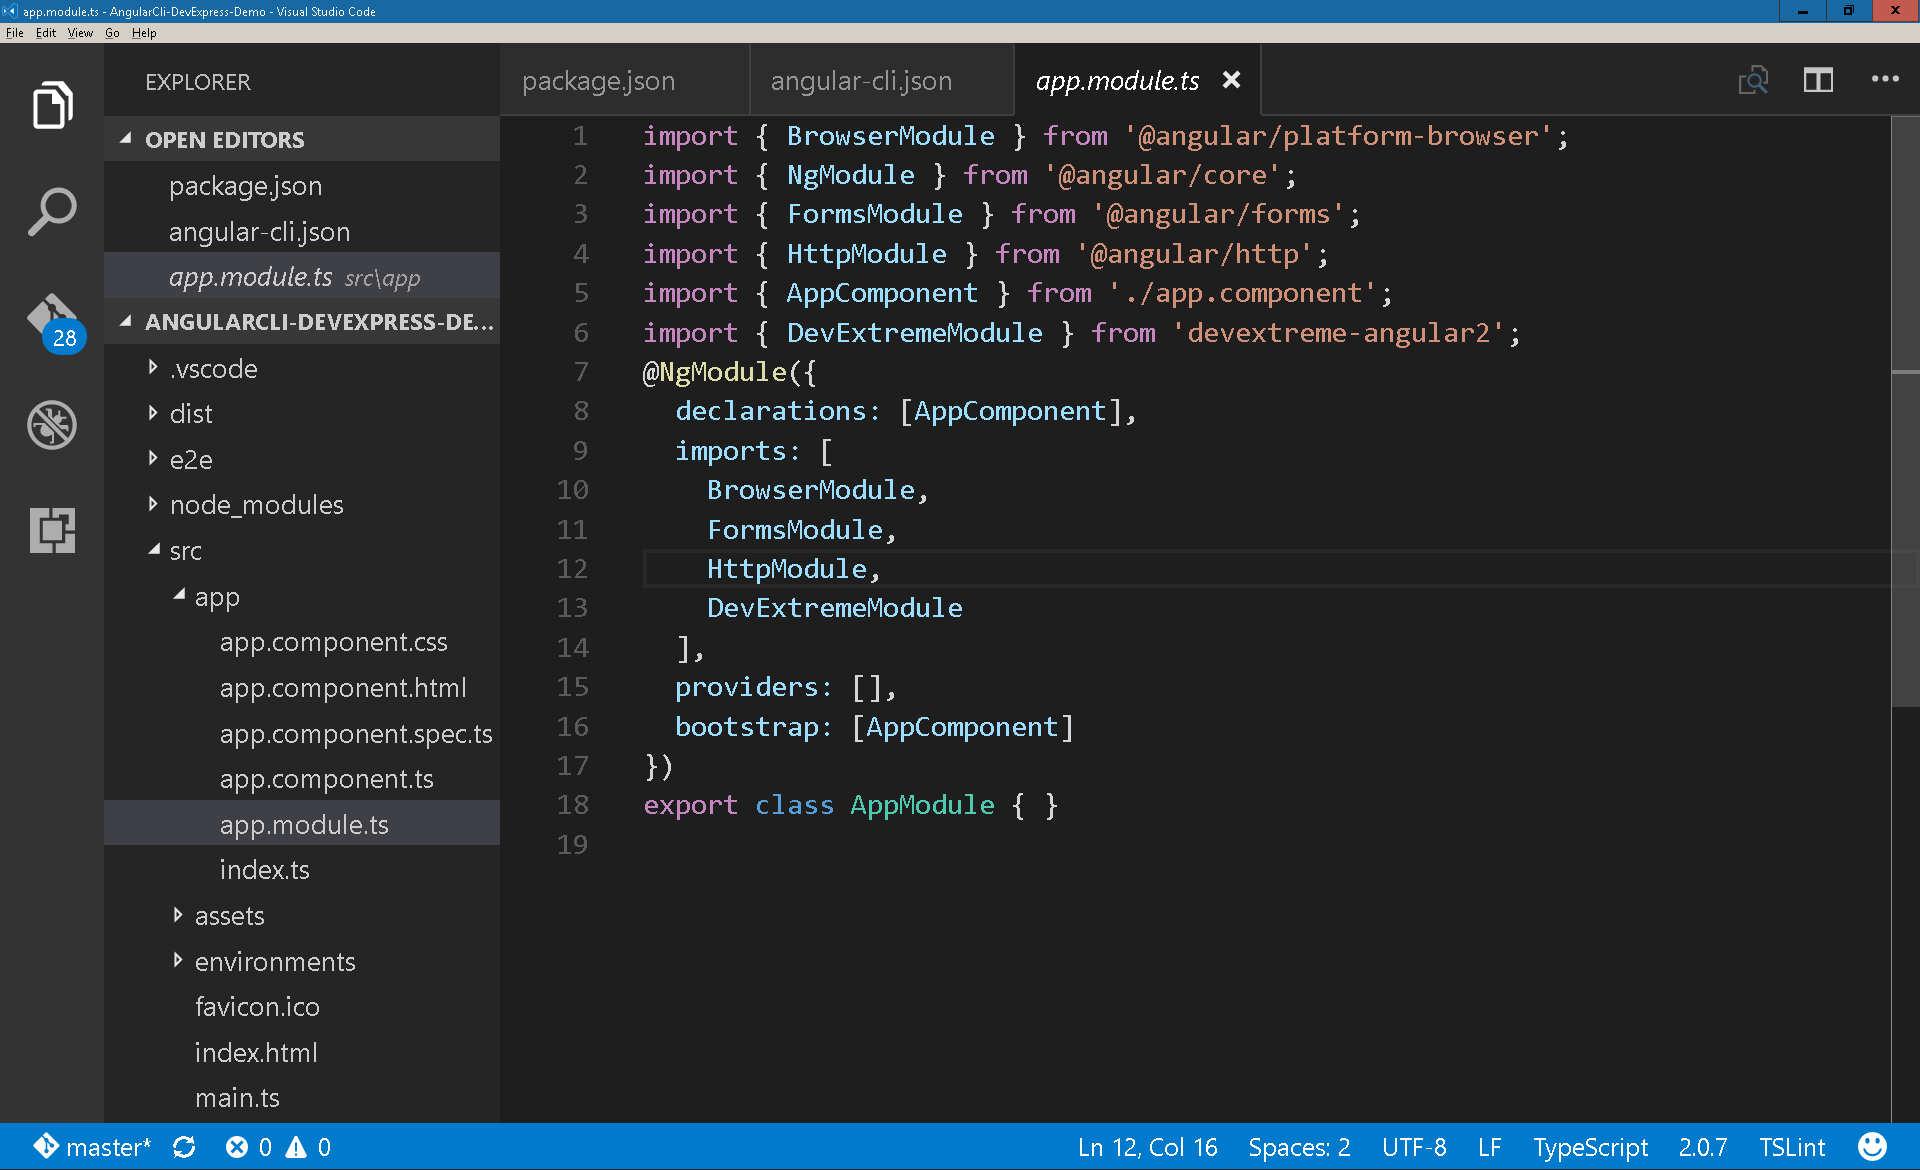 app.module.ts - AngularCli-DevExpress-Demo - Visual Studio Code
File Edit View Go Help
EXPLORER
OPEN EDITORS
package.json
angular-cli.json
app.module.ts src\app
ANGULARCLI-DEVEXPRESS-DE...
.vscode
dist
e2e
node_modules
src
app
app.component.css
app.component.html
app.component.spec.ts
app.component.ts
app.module.ts
index.ts
assets
environments
favicon.ico
index.html
main.ts
28
package.json angular-cli.json app.module.ts
1 import { BrowserModule } from '@angular/platform-browser';
2 import { NgModule } from '@angular/core';
3 import { FormsModule } from '@angular/forms';
4 import { HttpModule } from '@angular/http';
5 import { AppComponent } from './app.component';
6 import { DevExtremeModule } from 'devextreme-angular2';
7 @NgModule({
8 declarations: [AppComponent],
9 imports: [
10 BrowserModule,
11 FormsModule,
12 HttpModule,
13 DevExtremeModule
14 ],
15 providers: [],
16 bootstrap: [AppComponent]
17 })
18 export class AppModule { }
19
master* 0 0 Ln 12, Col 16 Spaces: 2 UTF-8 LF TypeScript 2.0.7 TSLint